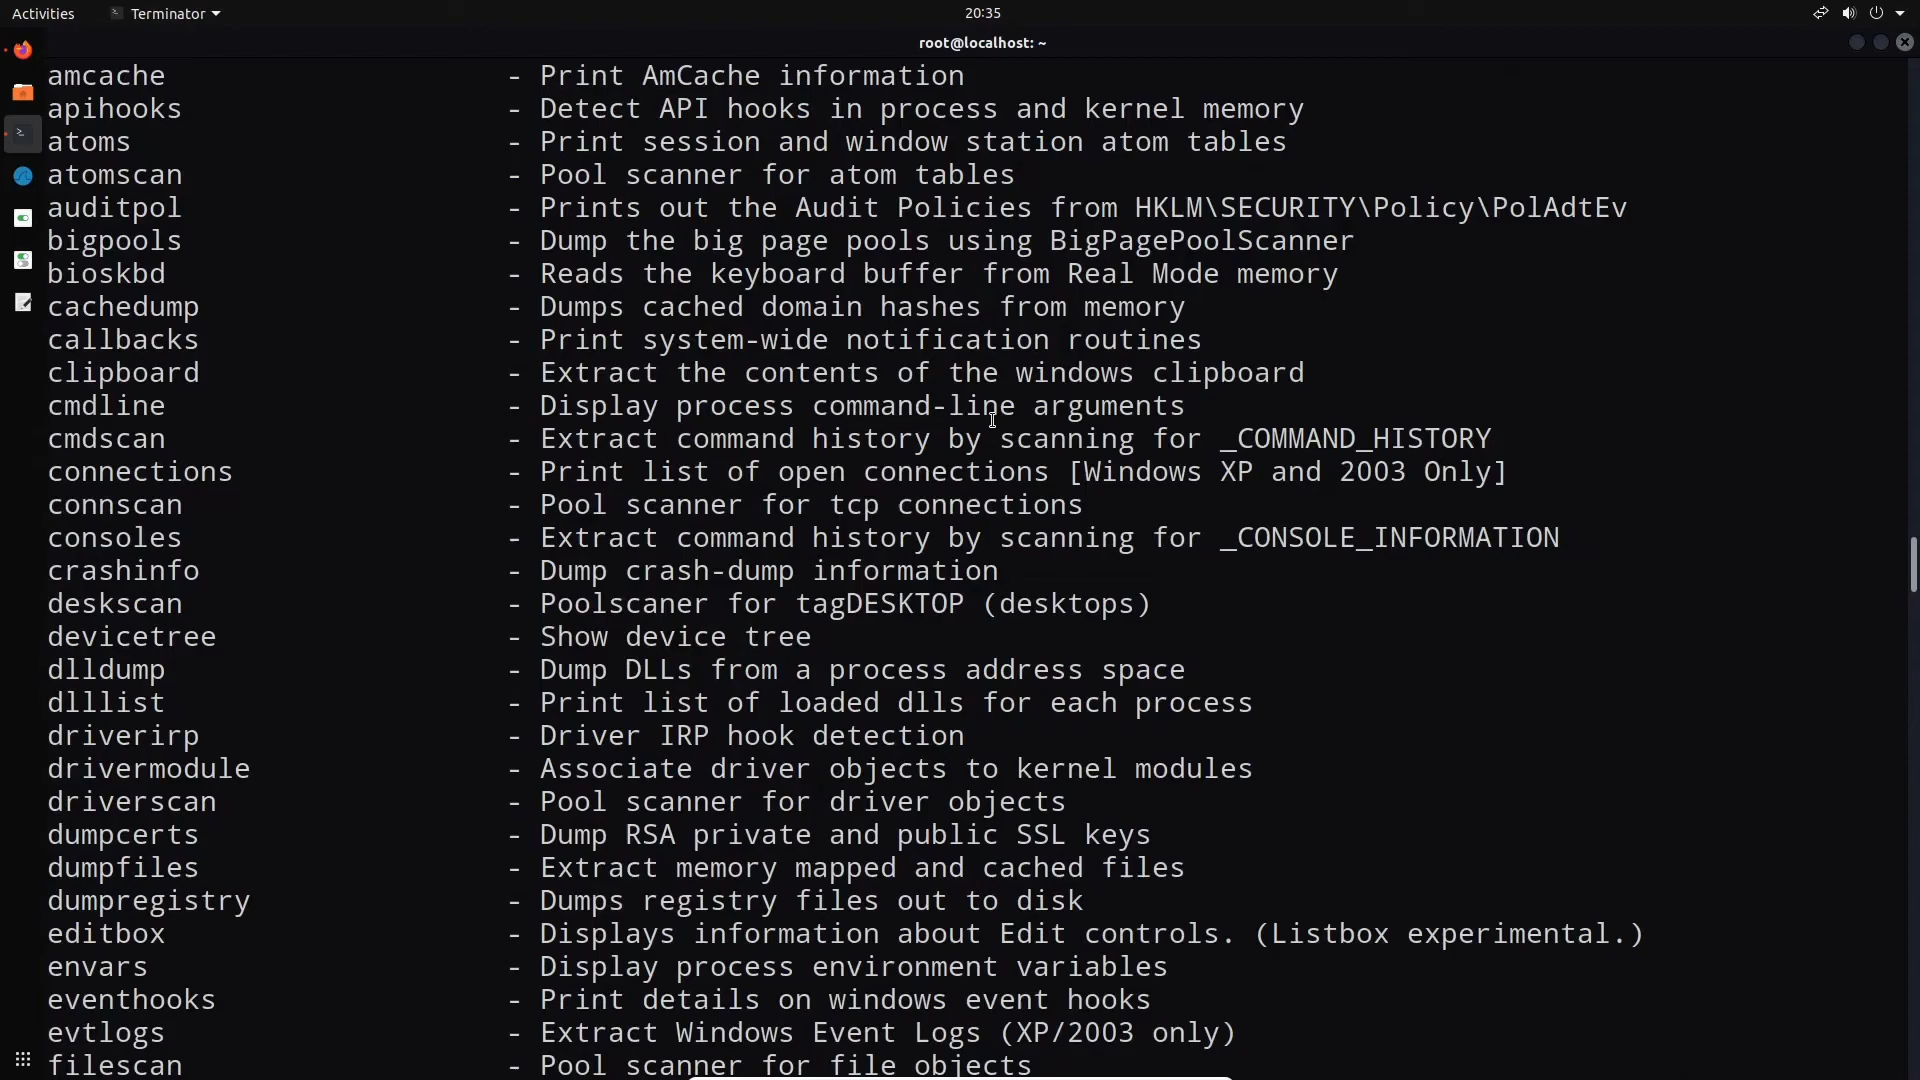 Activities
Terminator
20:35
root@localhost: ~
amcache - Print AmCache information
apihooks - Detect API hooks in process and kernel memory
atoms - Print session and window station atom tables
atomscan - Pool scanner for atom tables
auditpol - Prints out the Audit Policies from HKLM\SECURITY\Policy\PolAdtEv
bigpools - Dump the big page pools using BigPagePoolScanner
bioskbd - Reads the keyboard buffer from Real Mode memory
cachedump - Dumps cached domain hashes from memory
callbacks - Print system-wide notification routines
clipboard - Extract the contents of the windows clipboard
cmdline - Display process command-line arguments
cmdscan - Extract command history by scanning for _COMMAND_HISTORY
connections - Print list of open connections [Windows XP and 2003 Only]
connscan - Pool scanner for tcp connections
consoles - Extract command history by scanning for _CONSOLE_INFORMATION
crashinfo - Dump crash-dump information
deskscan - Poolscaner for tagDESKTOP (desktops)
devicetree - Show device tree
dlldump - Dump DLLs from a process address space
dlllist - Print list of loaded dlls for each process
driverirp - Driver IRP hook detection
drivermodule - Associate driver objects to kernel modules
driverscan - Pool scanner for driver objects
dumpcerts - Dump RSA private and public SSL keys
dumpfiles - Extract memory mapped and cached files
dumpregistry - Dumps registry files out to disk
editbox - Displays information about Edit controls. (Listbox experimental.)
envars - Display process environment variables
eventhooks - Print details on windows event hooks
evtlogs - Extract Windows Event Logs (XP/2003 only)
filescan - Pool scanner for file objects